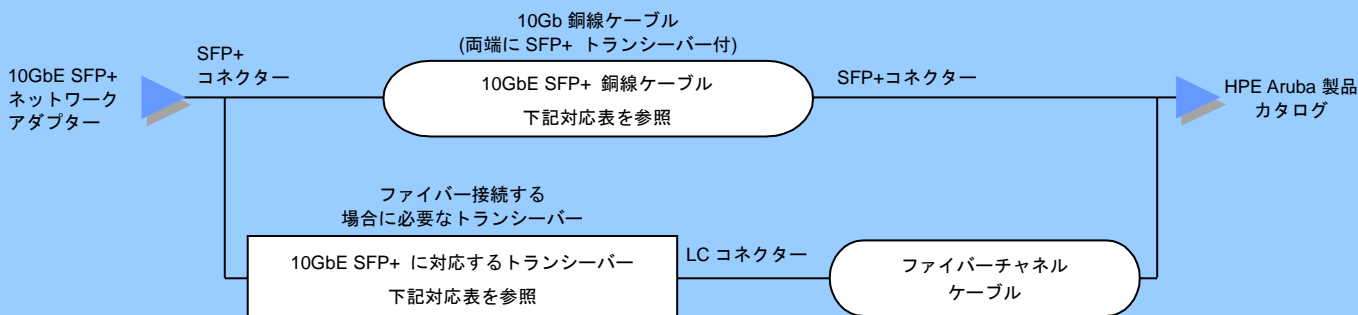 10Gb 銅線ケーブル
(両端に SFP+ トランシーバー付)
10GbE SFP+
ネットワーク
アダプター
SFP+
コネクター
10GbE SFP+ 銅線ケーブル
下記対応表を参照
SFP+コネクター
HPE Aruba 製品
カタログ
ファイバー接続する
場合に必要なトランシーバー
10GbE SFP+ に対応するトランシーバー
下記対応表を参照
LC コネクター
ファイバーチャネル
ケーブル